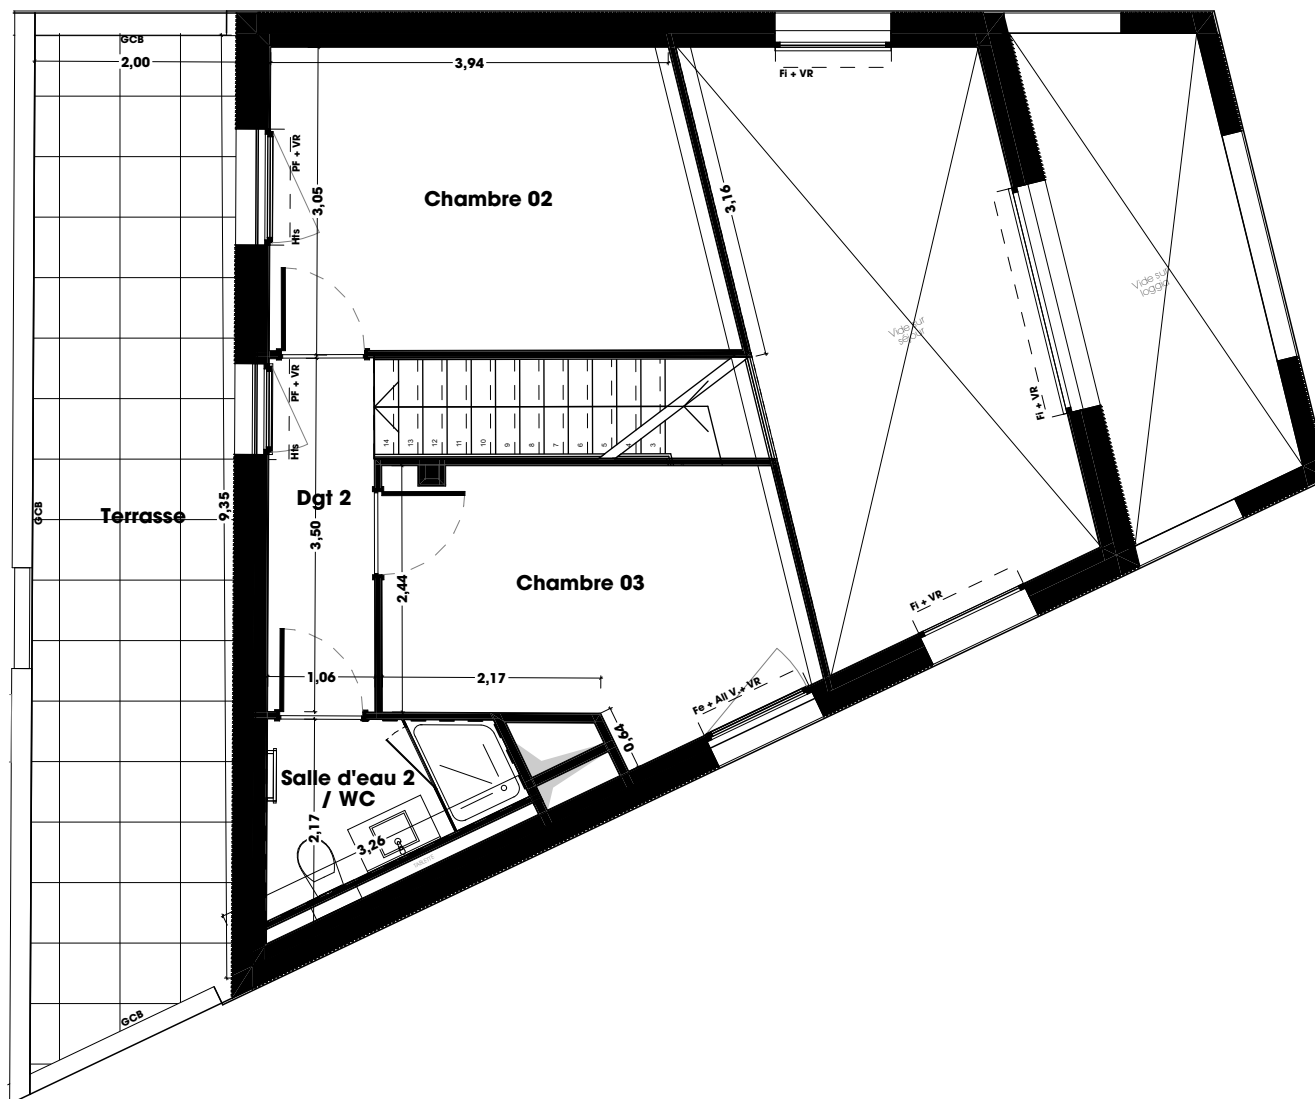 GCB
2,00
3,94
Fi + VR
PF + VR
3,05
Hts
Chambre 02
3,16
Vide sur
loggia
Vide sur
séjour
PF + VR
Hts
14
13
12
11
10
9
8
7
6
5
4
3
Fi + VR
Dgt 2
GCB
Terrasse
9,35
3,50
2,44
Chambre 03
Fi + VR
1,06
2,17
Fe + All V. + VR
0,64
Salle d'eau 2
/ WC
2,17
3,26
TABLETTE
GCB